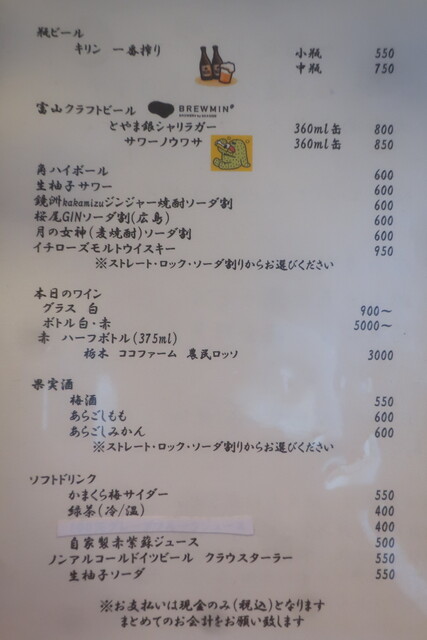 瓶ビール
キリン 一番搾り 小瓶 550
中瓶 750
富山クラフトビール BREWMIN'
とやま銀シャリラガー 360ml缶 800
サワーノウワサ 360ml缶 850
角ハイボール 600
生柚子サワー 600
鏡洲kakamizuジンジャー焼酎ソーダ割 600
桜尾GINソーダ割(広島) 600
月の女神(麦焼酎)ソーダ割 600
イチローズモルトウイスキー 950
※ストレート・ロック・ソーダ割りからお選びください
本日のワイン
グラス 白 900～
ボトル白・赤 5000～
赤 ハーフボトル(375ml)
栃木 ココファーム 農民ロッソ 3000
果実酒
梅酒 550
あらごしもも 600
あらごしみかん 600
※ストレート・ロック・ソーダ割りからお選びください
ソフトドリンク
かまくら梅サイダー 550
緑茶(冷/温) 400
400
自家製赤紫蘇ジュース 500
ノンアルコールドイツビール クラウスターラー 550
生柚子ソーダ 550
※お支払いは現金のみ(税込)となります
まとめてのお会計をお願い致します